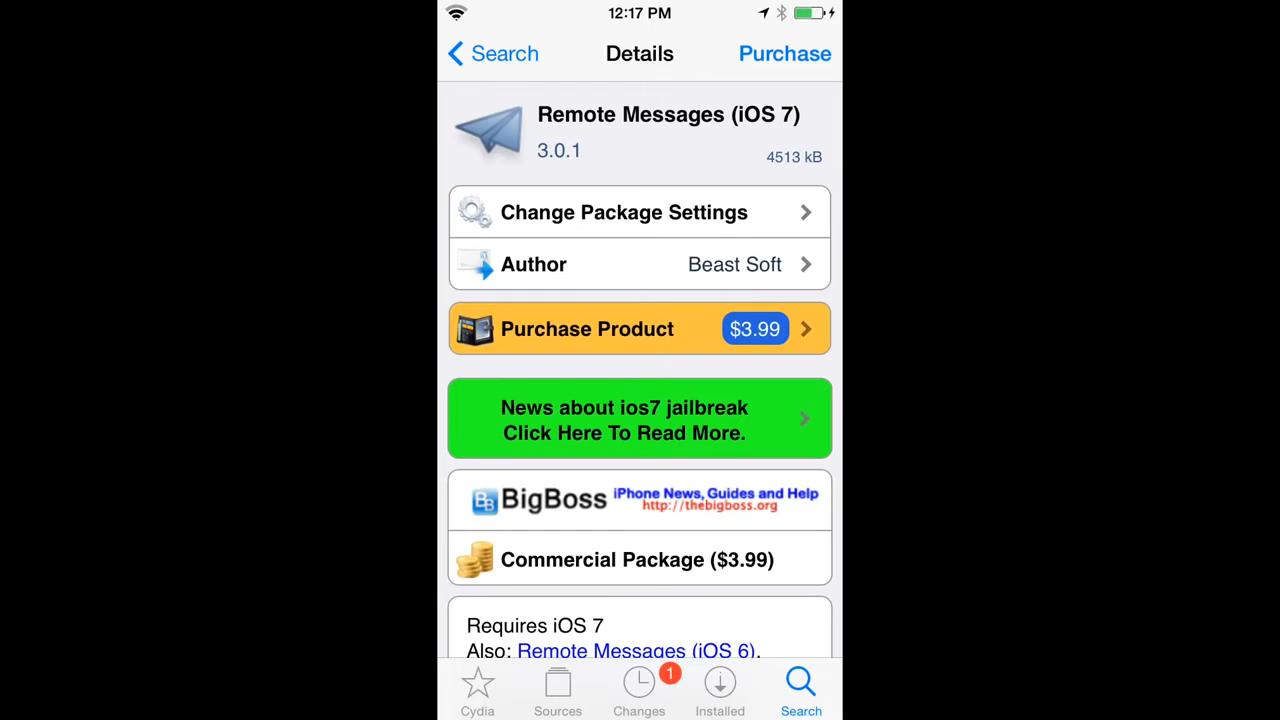 12:17 PM
Search
Details
Purchase
Remote Messages (iOS 7)
3.0.1
4513 kB
Change Package Settings
Author
Beast Soft
Purchase Product
$3.99
News about ios7 jailbreak
Click Here To Read More.
BB BigBoss
iPhone News, Guides and Help
http://thebigboss.org
Commercial Package ($3.99)
Requires iOS 7
Also: Remote Messages (iOS 6).
1
Cydia
Sources
Changes
Installed
Search